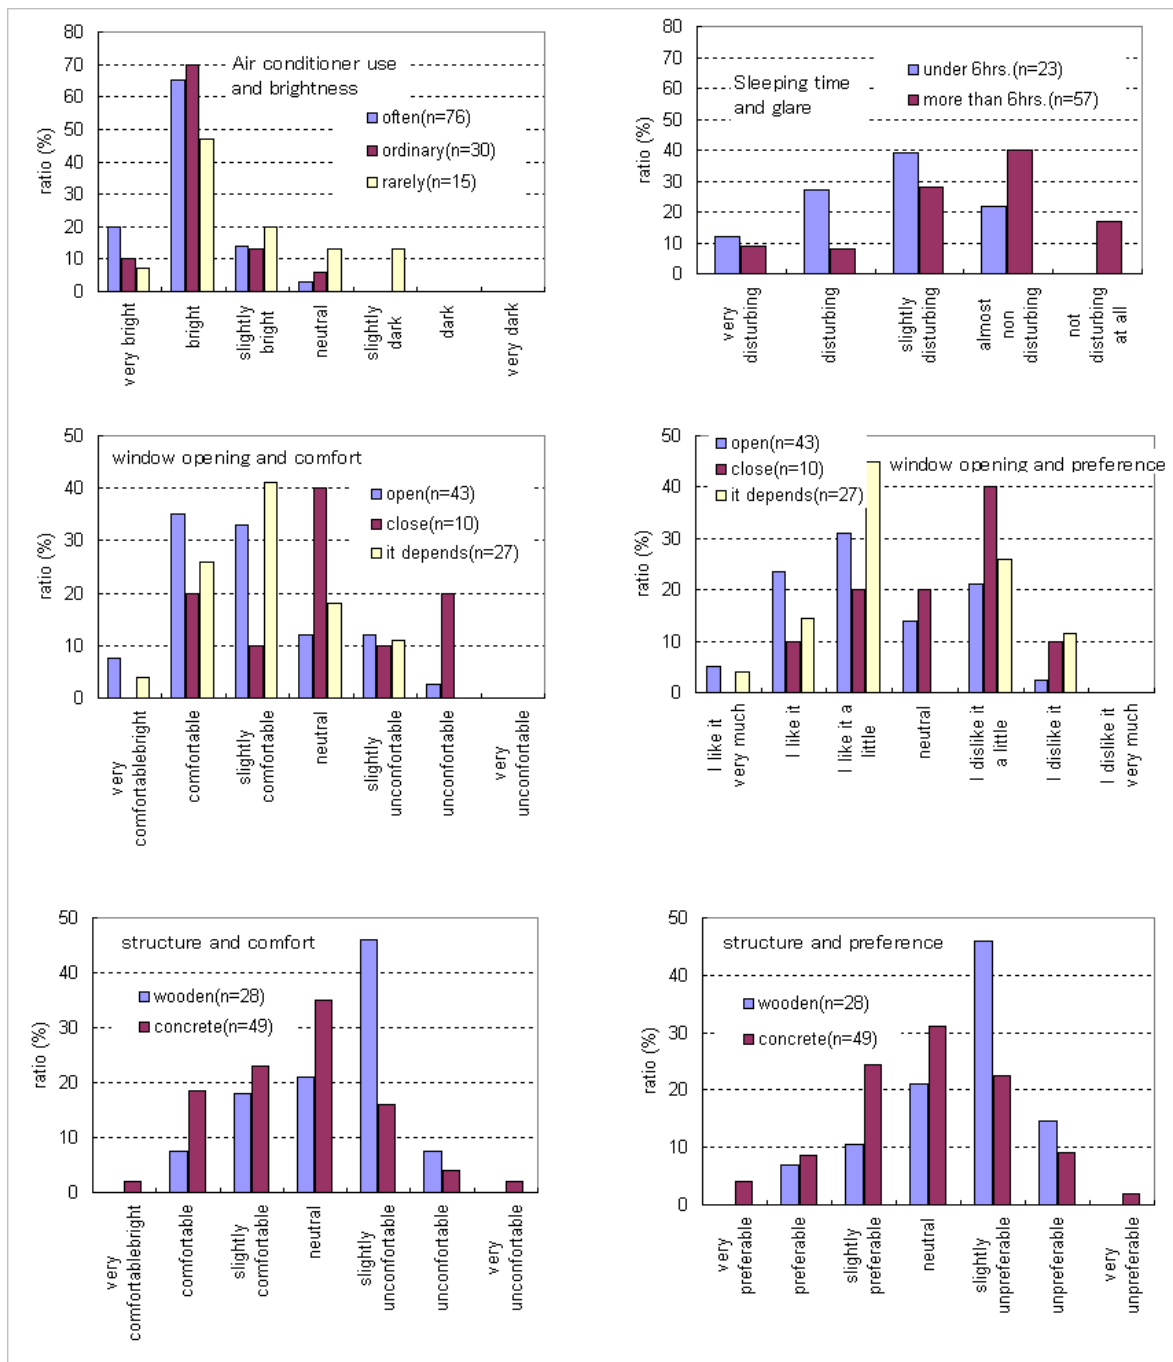 80
70
60
50
40
30
20
10
0
ratio (%)
Air conditioner use
and brightness
often(n=76)
ordinary(n=30)
rarely(n=15)
very bright
bright
slightly
bright
neutral
slightly
dark
dark
very dark
80
70
60
50
40
30
20
10
0
ratio (%)
Sleeping time
and glare
under 6hrs.(n=23)
more than 6hrs.(n=57)
very
disturbing
disturbing
slightly
disturbing
almost
non
disturbing
not
disturbing
at all
50
40
30
20
10
0
ratio (%)
window opening and comfort
open(n=43)
close(n=10)
it depends(n=27)
very
comfortablebright
comfortable
slightly
comfortable
neutral
slightly
unconfortable
unconfortable
very
unconfortable
50
40
30
20
10
0
ratio (%)
open(n=43)
close(n=10)
it depends(n=27)
window opening and preference
I like it
very much
I like it
I like it a
little
neutral
I dislike it
a little
I dislike it
I dislike it
very much
50
40
30
20
10
0
ratio (%)
structure and comfort
wooden(n=28)
concrete(n=49)
very
comfortablebright
comfortable
slightly
comfortable
neutral
slightly
unconfortable
unconfortable
very
unconfortable
50
40
30
20
10
0
ratio (%)
structure and preference
wooden(n=28)
concrete(n=49)
very
preferable
preferable
slightly
preferable
neutral
slightly
unpreferable
unpreferable
very
unpreferable